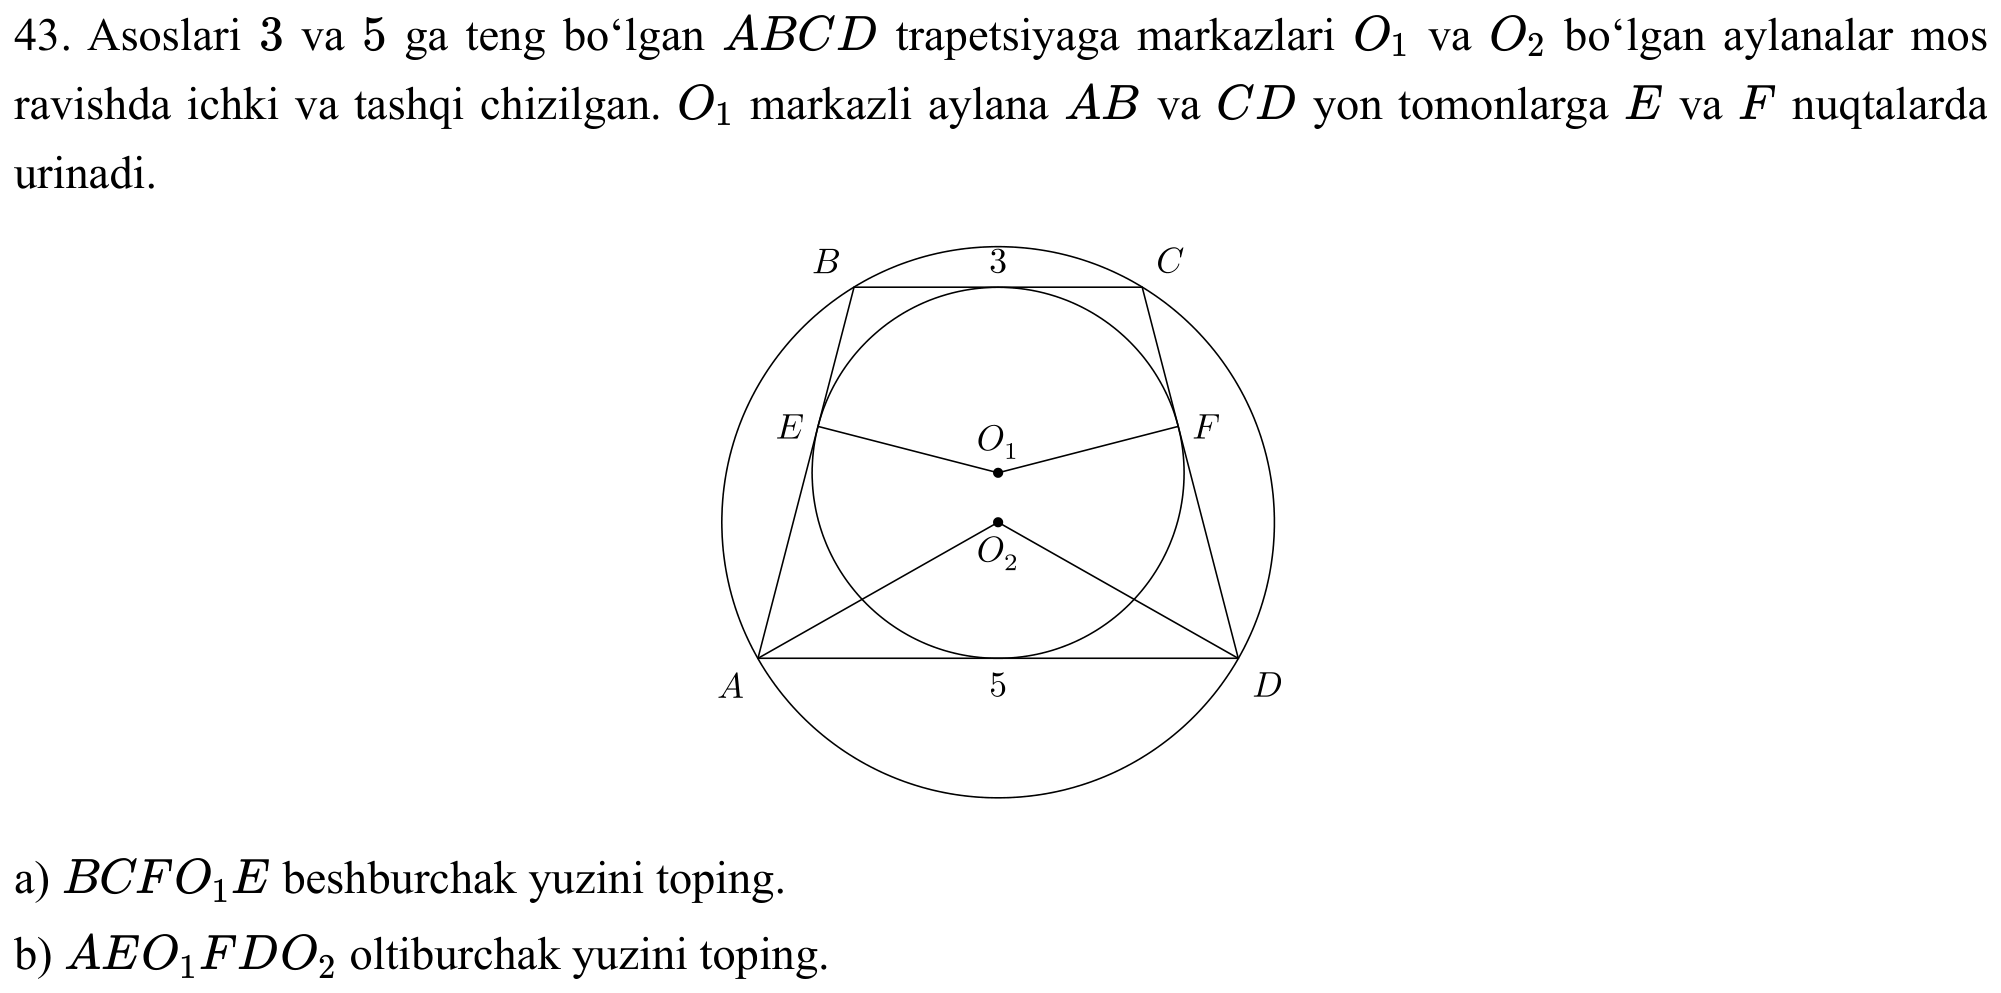 43. Asoslari 3 va 5 ga teng bo‘lgan ABCD trapetsiyaga markazlari O₁ va O₂ bo‘lgan aylanalar mos
ravishda ichki va tashqi chizilgan. O₁ markazli aylana AB va CD yon tomonlarga E va F nuqtalarda
urinadi.
B 3 C
E O₁ F
O₂
A 5 D
a) BCFO₁E beshburchak yuzini toping.
b) AEO₁FDO₂ oltiburchak yuzini toping.